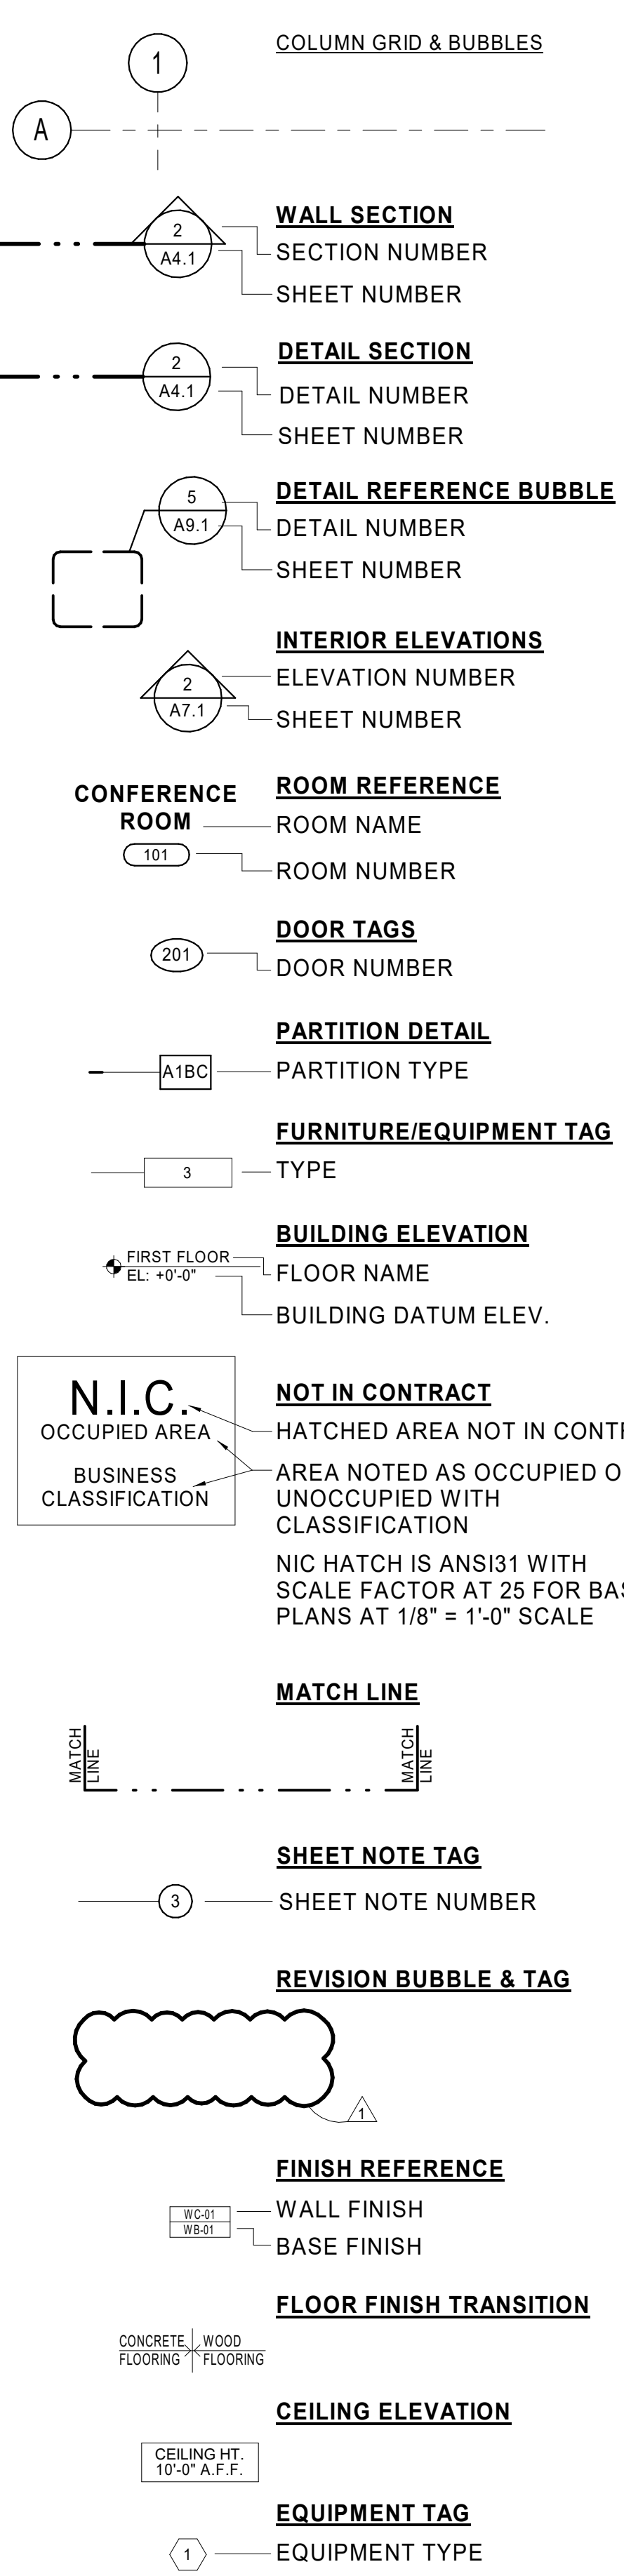 COLUMN GRID & BUBBLES
1
A
WALL SECTION
2
SECTION NUMBER
A4.1
SHEET NUMBER
DETAIL SECTION
2
DETAIL NUMBER
A4.1
SHEET NUMBER
DETAIL REFERENCE BUBBLE
5
DETAIL NUMBER
A9.1
SHEET NUMBER
INTERIOR ELEVATIONS
2
ELEVATION NUMBER
A7.1
SHEET NUMBER
ROOM REFERENCE
CONFERENCE
ROOM
ROOM NAME
101
ROOM NUMBER
DOOR TAGS
201
DOOR NUMBER
PARTITION DETAIL
A1BC
PARTITION TYPE
FURNITURE/EQUIPMENT TAG
3
TYPE
BUILDING ELEVATION
FIRST FLOOR
EL: +0'-0"
FLOOR NAME
BUILDING DATUM ELEV.
N.I.C.
OCCUPIED AREA
BUSINESS
CLASSIFICATION
NOT IN CONTRACT
HATCHED AREA NOT IN
AREA NOTED AS OCCUPIED
UNOCCUPIED WITH
CLASSIFICATION
NIC HATCH IS ANSI31 WITH
SCALE FACTOR AT 25 FOR
PLANS AT 1/8" = 1'-0" SCALE
MATCH LINE
MATCH
LINE
MATCH
LINE
SHEET NOTE TAG
3
SHEET NOTE NUMBER
REVISION BUBBLE & TAG
1
FINISH REFERENCE
WC-01
WALL FINISH
WB-01
BASE FINISH
FLOOR FINISH TRANSITION
CONCRETE WOOD
FLOORING FLOORING
CEILING ELEVATION
CEILING HT.
10'-0" A.F.F.
EQUIPMENT TAG
1
EQUIPMENT TYPE